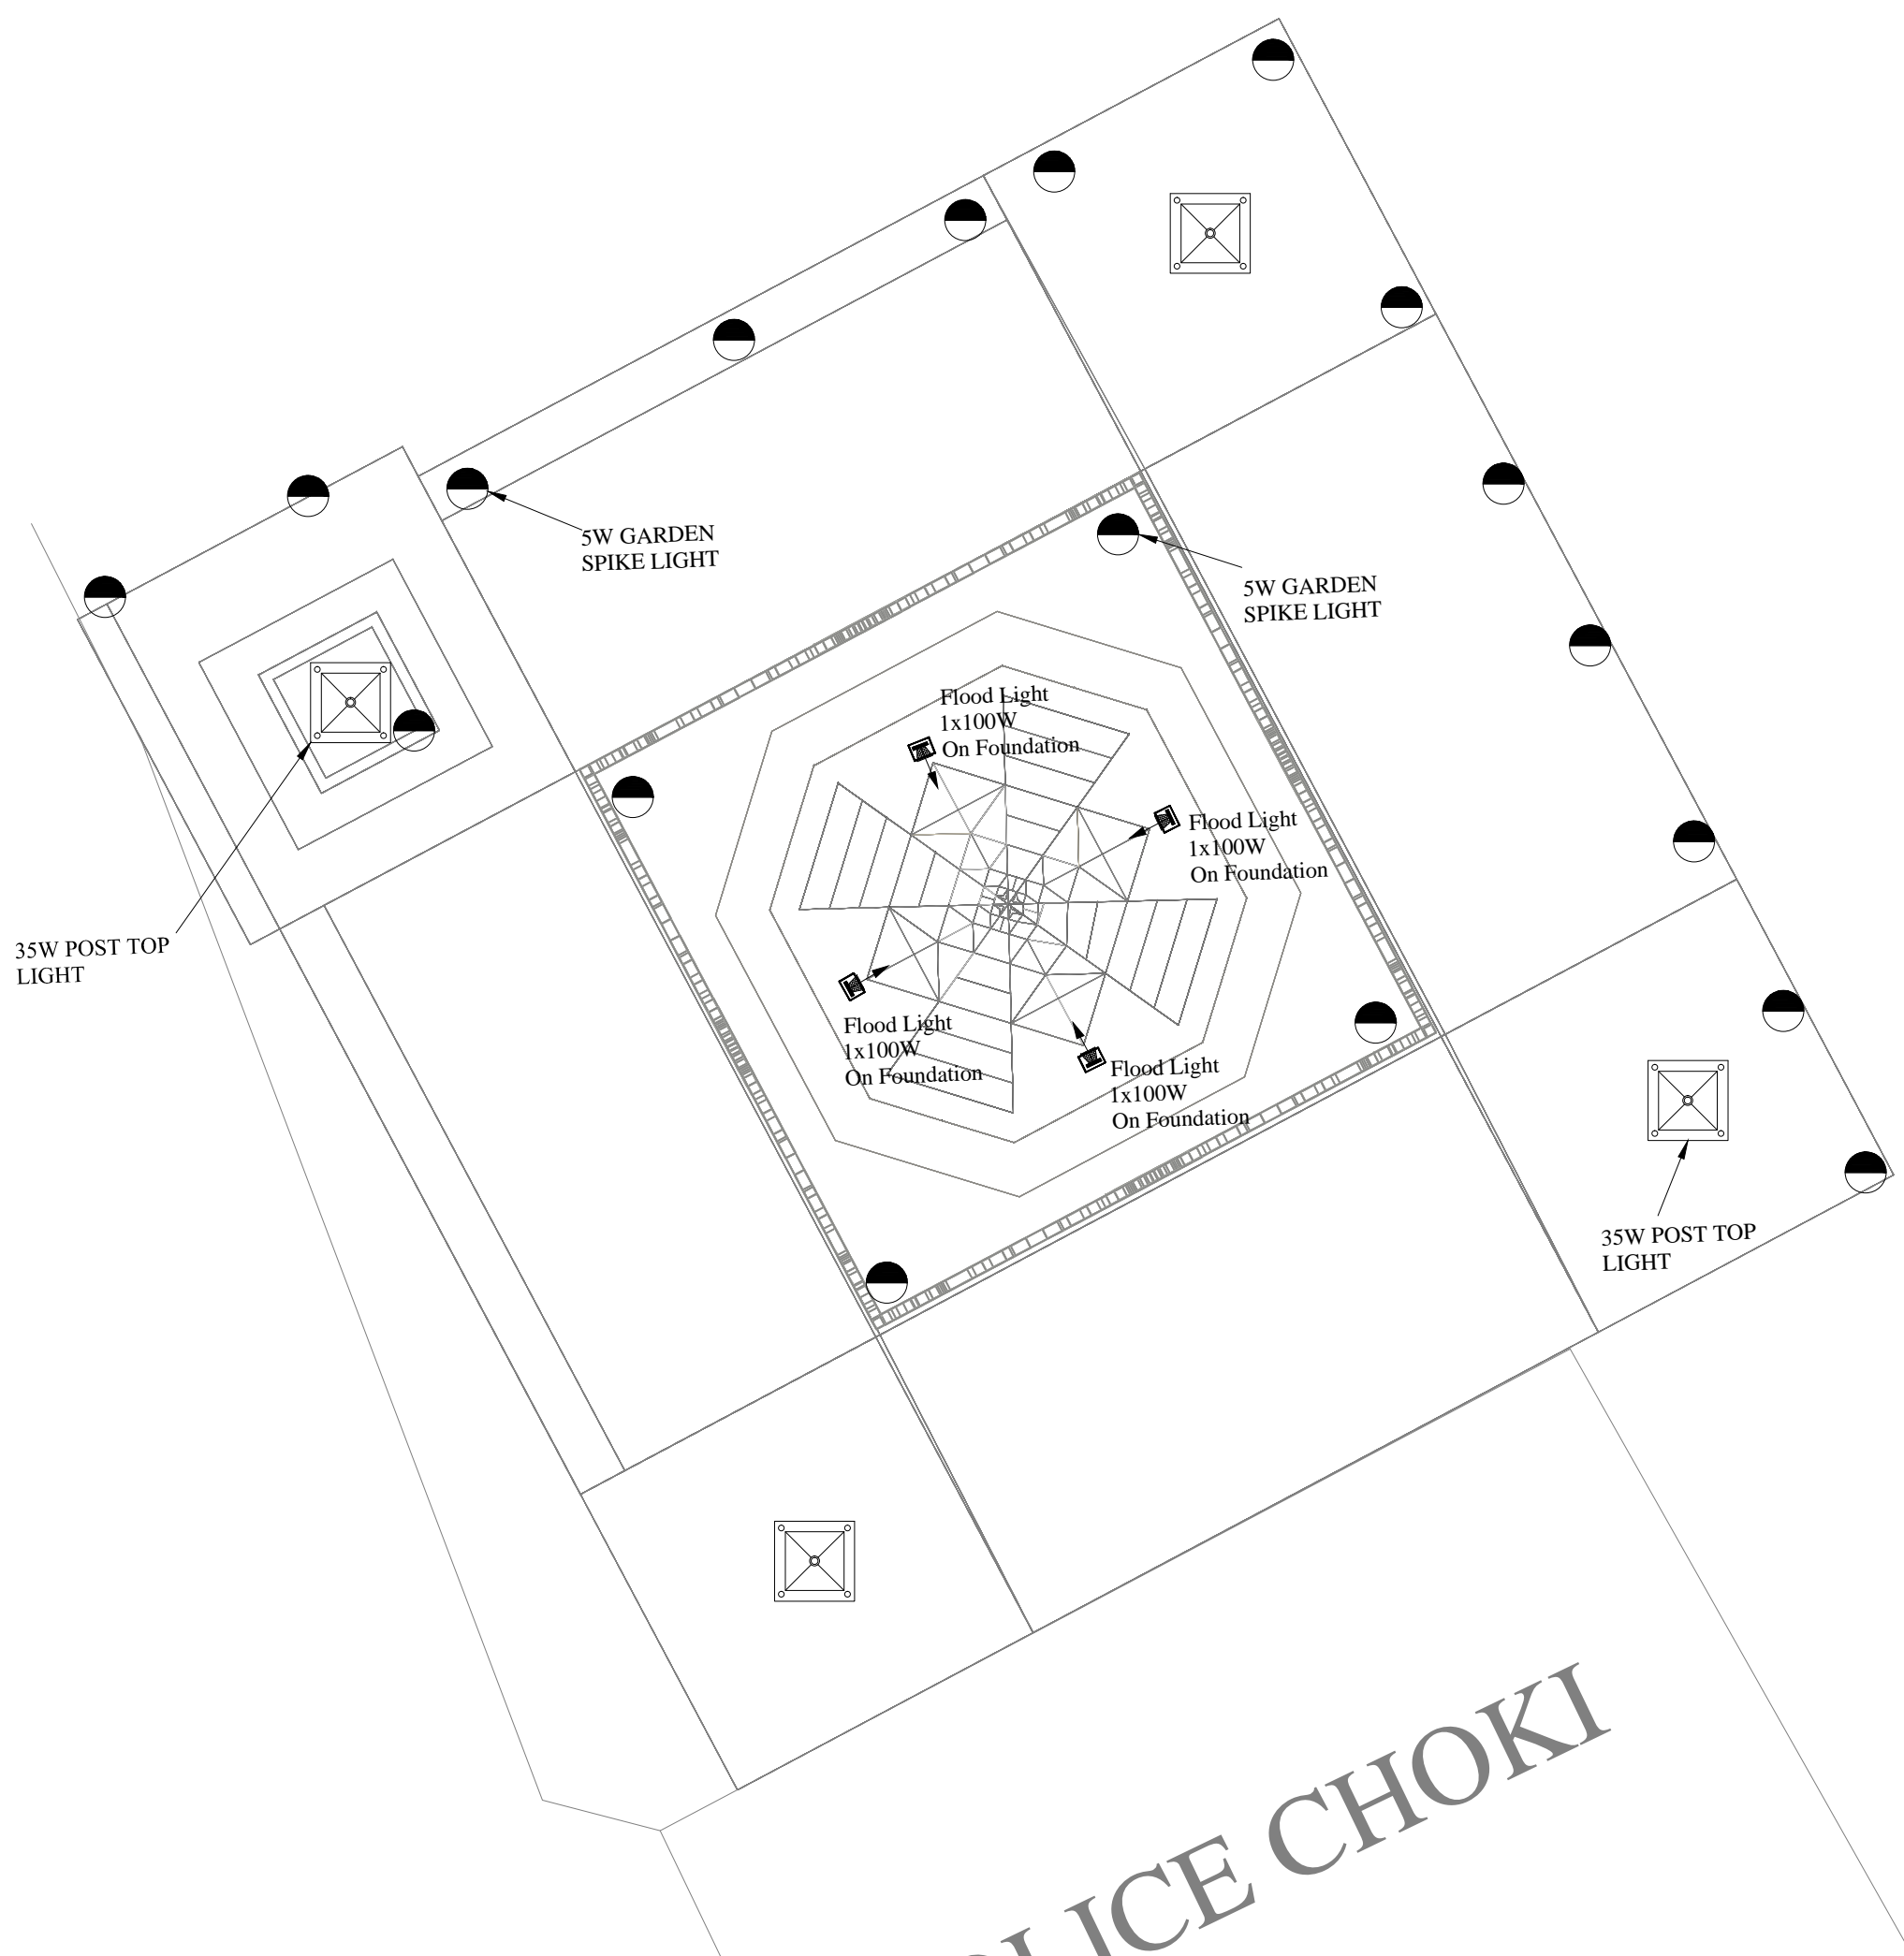 5W GARDEN
SPIKE LIGHT
5W GARDEN
SPIKE LIGHT
Flood Light
1x100W
On Foundation
Flood Light
1x100W
On Foundation
35W POST TOP
LIGHT
Flood Light
1x100W
On Foundation
Flood Light
1x100W
On Foundation
35W POST TOP
LIGHT
LICE CHOKI